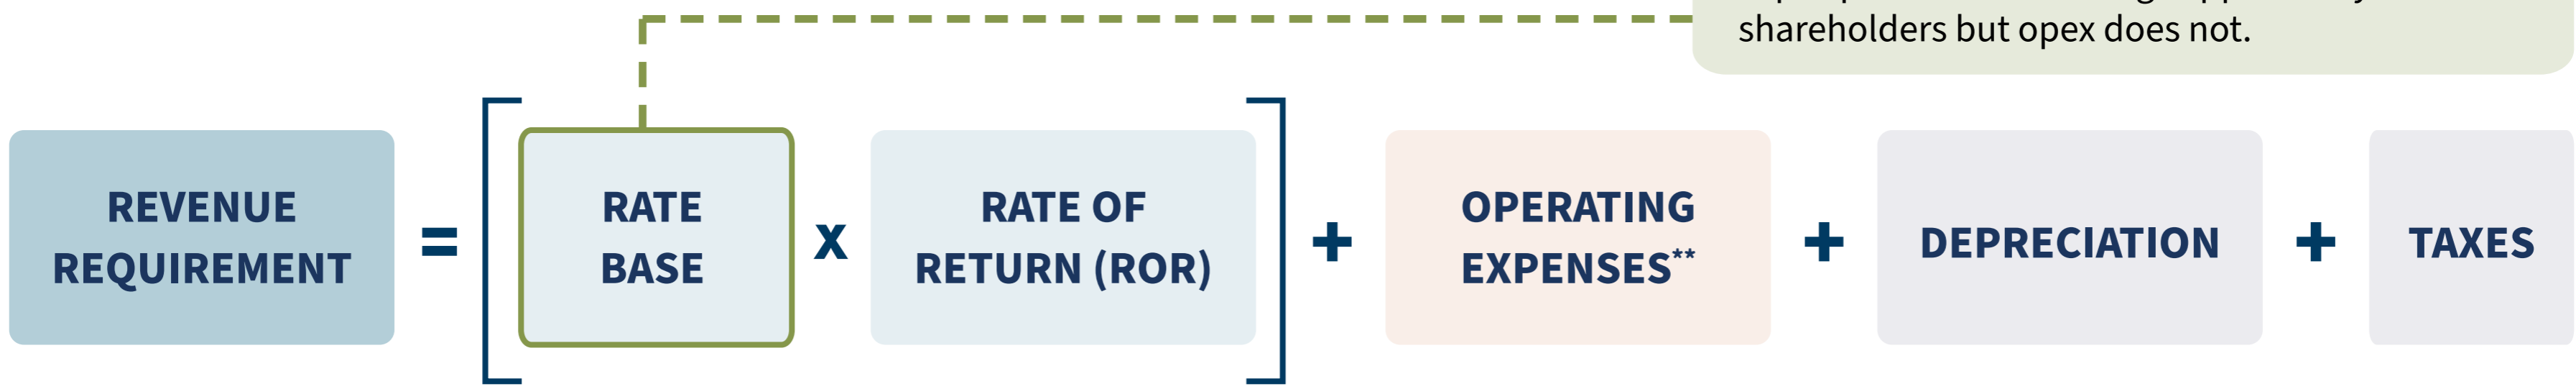 shareholders but opex does not.
REVENUE
REQUIREMENT
=
RATE
BASE
x
RATE OF
RETURN (ROR)
+
OPERATING
EXPENSES**
+
DEPRECIATION
+
TAXES